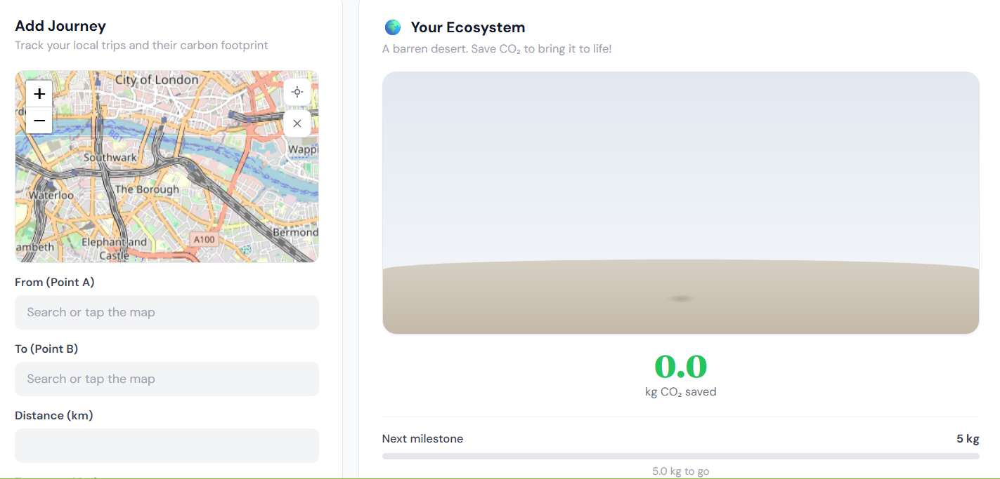 Add Journey
Track your local trips and their carbon footprint
+
−
City of London
BB1
Southwark
Wappi
Waterloo
The Borough
Bermond
ambeth
Elephant and
Castle
A100
From (Point A)
Search or tap the map
To (Point B)
Search or tap the map
Distance (km)
Your Ecosystem
A barren desert. Save CO₂ to bring it to life!
0.0
kg CO₂ saved
Next milestone
5 kg
5.0 kg to go